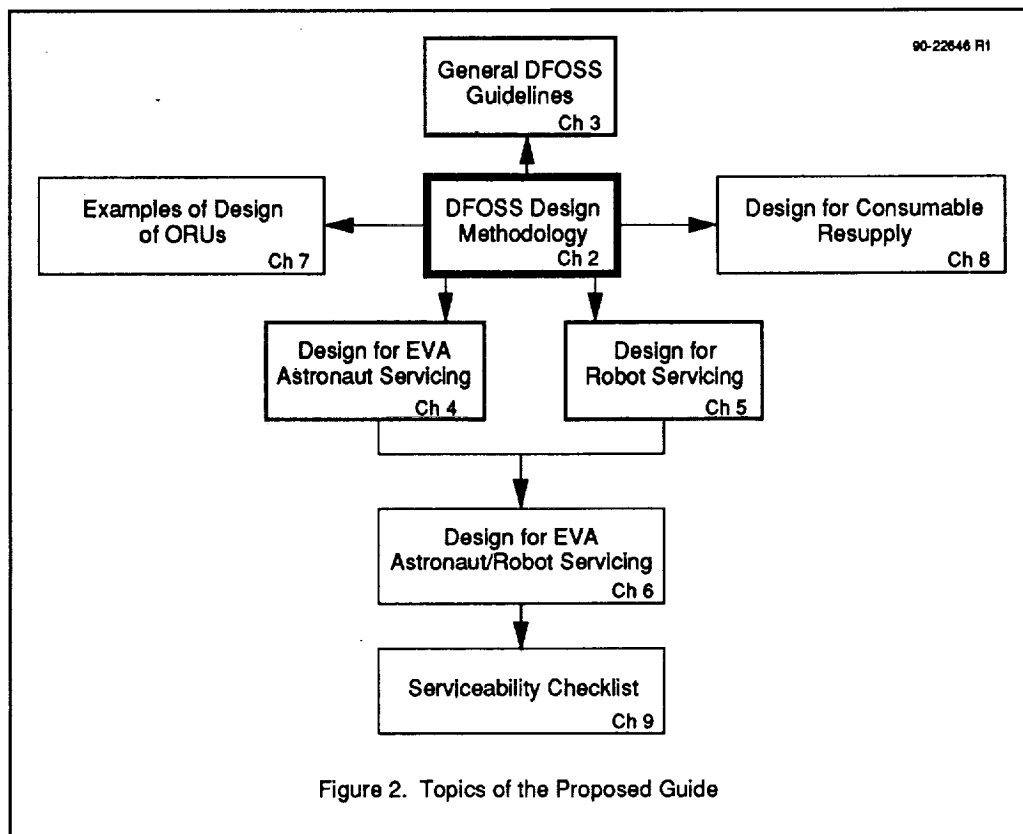 90-22646 R1
General DFOSS
Guidelines
Ch 3
Examples of Design
of ORUs
Ch 7
DFOSS Design
Methodology
Ch 2
Design for Consumable
Resupply
Ch 8
Design for EVA
Astronaut Servicing
Ch 4
Design for
Robot Servicing
Ch 5
Design for EVA
Astronaut/Robot Servicing
Ch 6
Serviceability Checklist
Ch 9
Figure 2. Topics of the Proposed Guide